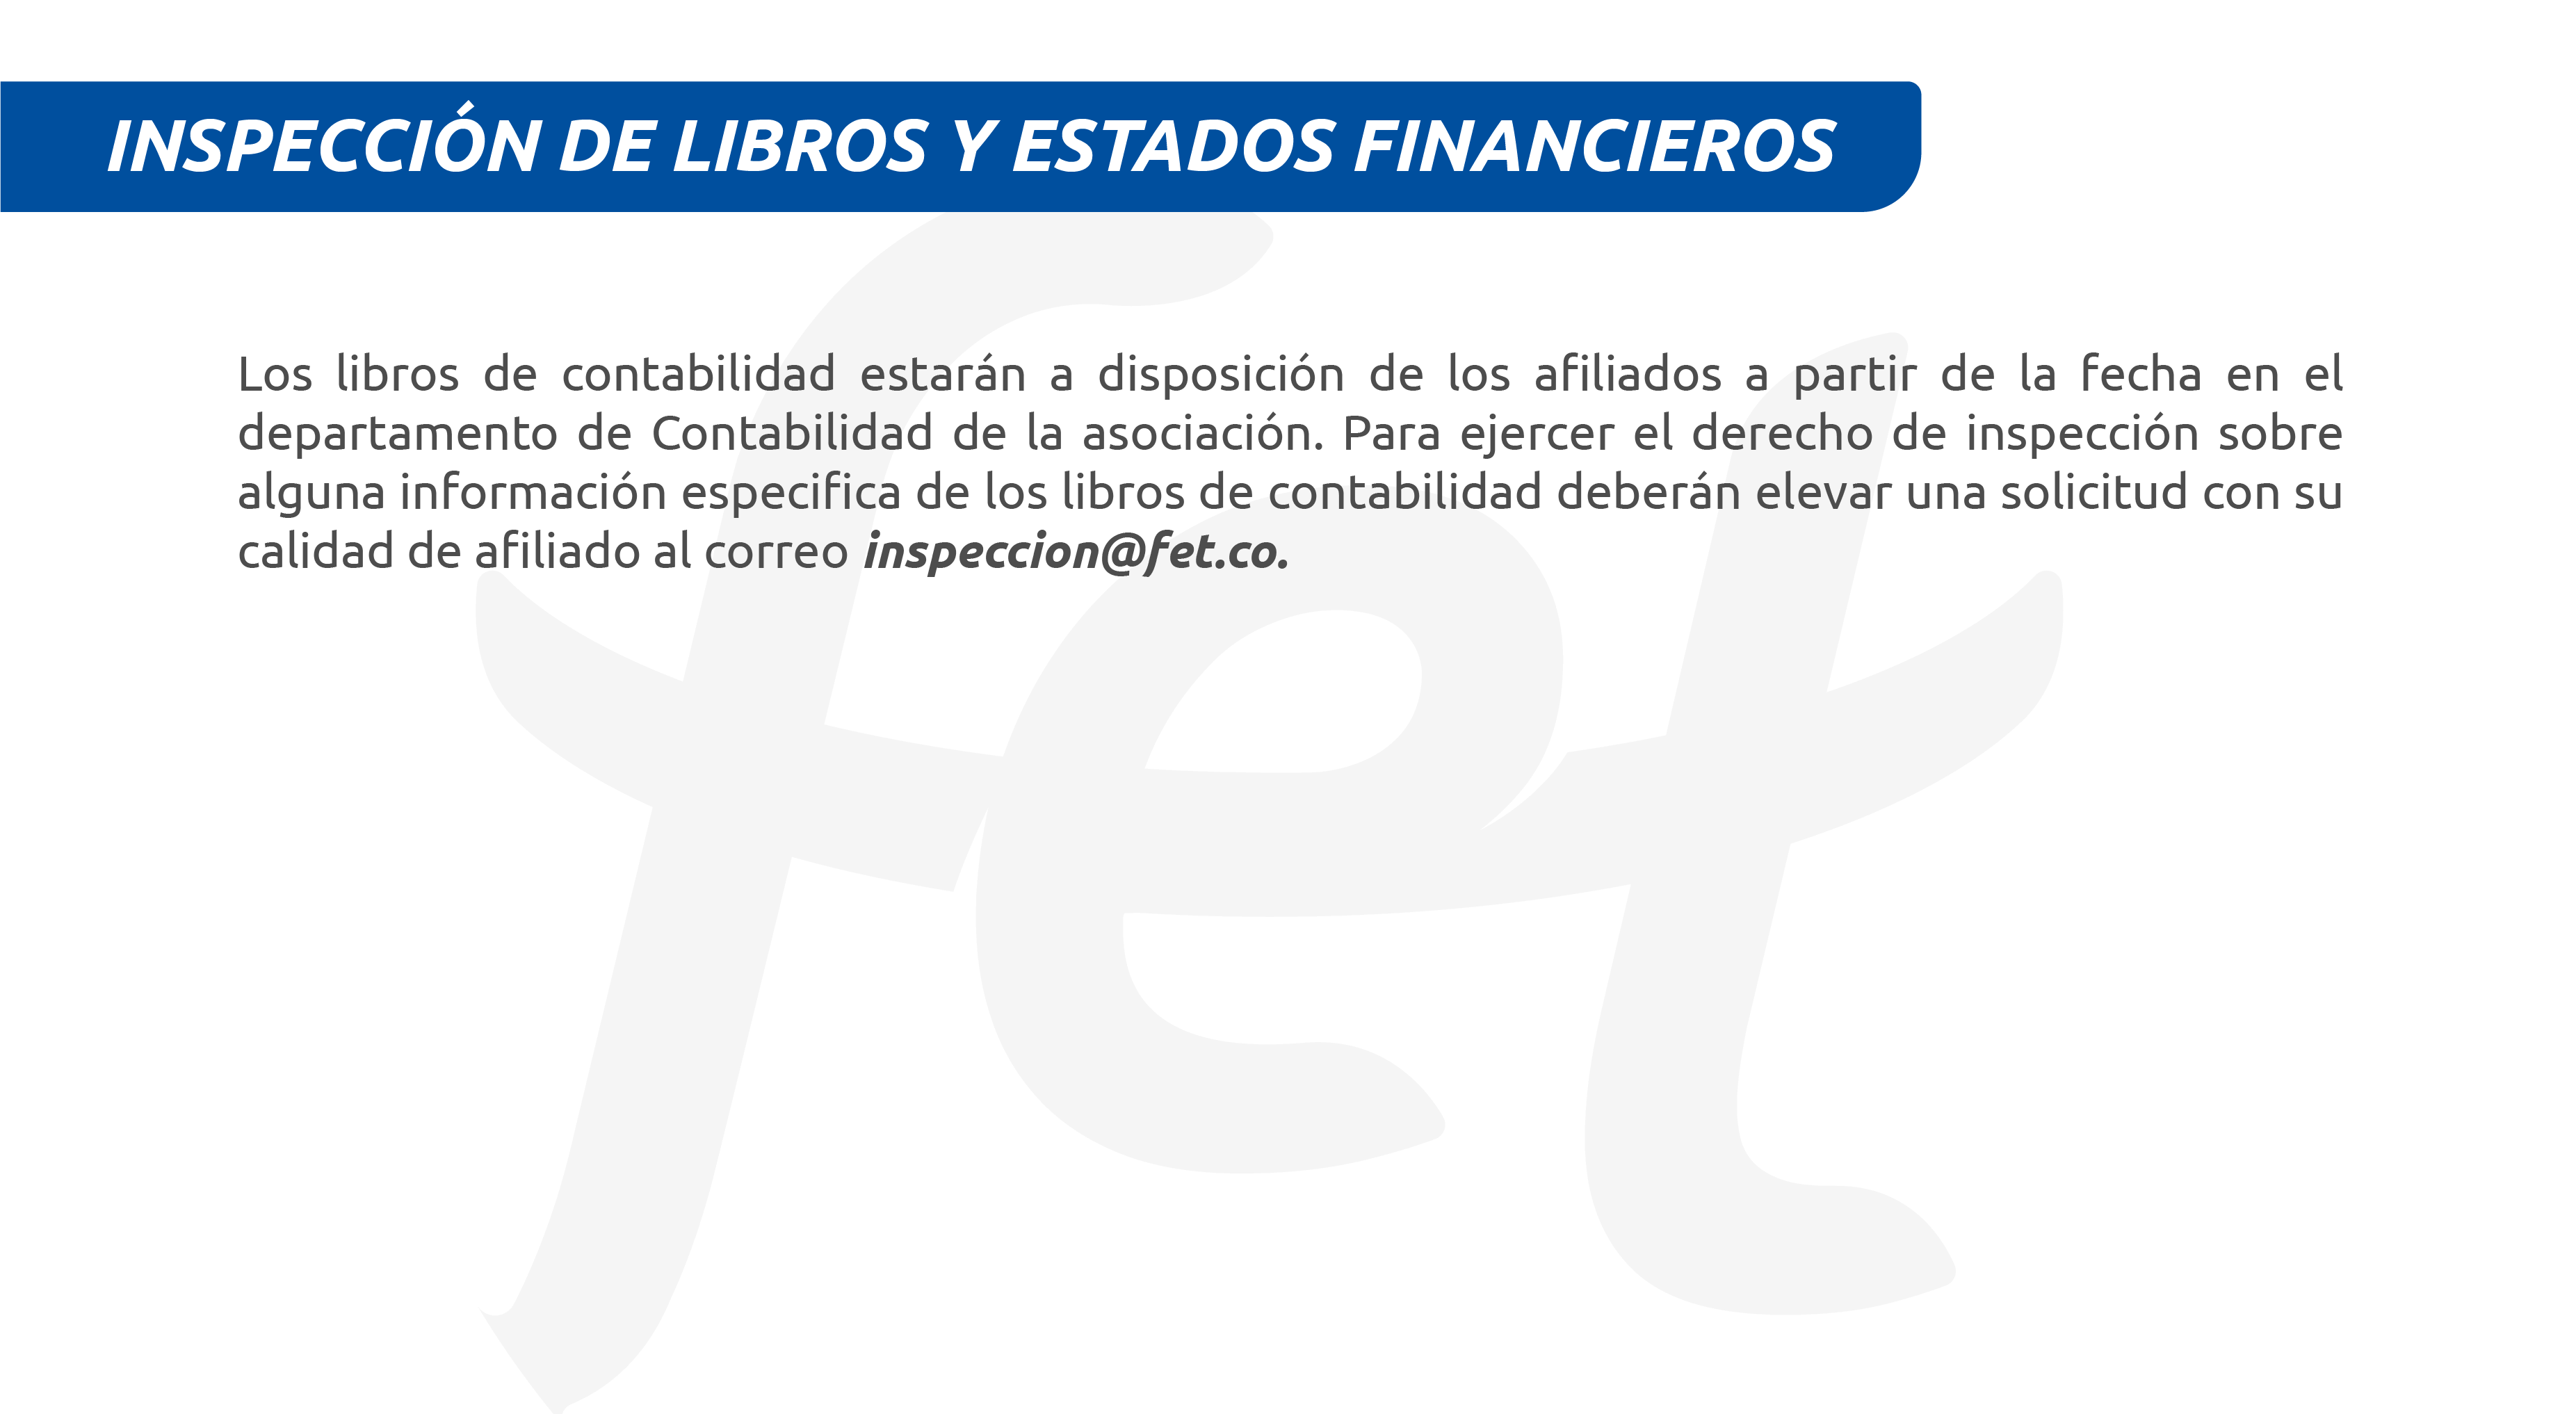 INSPECCIÓN DE LIBROS Y ESTADOS FINANCIEROS
Los libros de contabilidad estarán a disposición de los afiliados a partir de la fecha en el
departamento de Contabilidad de la asociación. Para ejercer el derecho de inspección sobre
alguna información especifica de los libros de contabilidad deberán elevar una solicitud con su
calidad de afiliado al correo inspeccion@fet.co.
fet